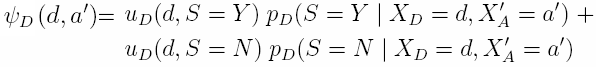 ψ_D (d, a′)= u_D(d, S = Y) p_D(S = Y | X_D = d, X′_A = a′) +
u_D(d, S = N) p_D(S = N | X_D = d, X′_A = a′)